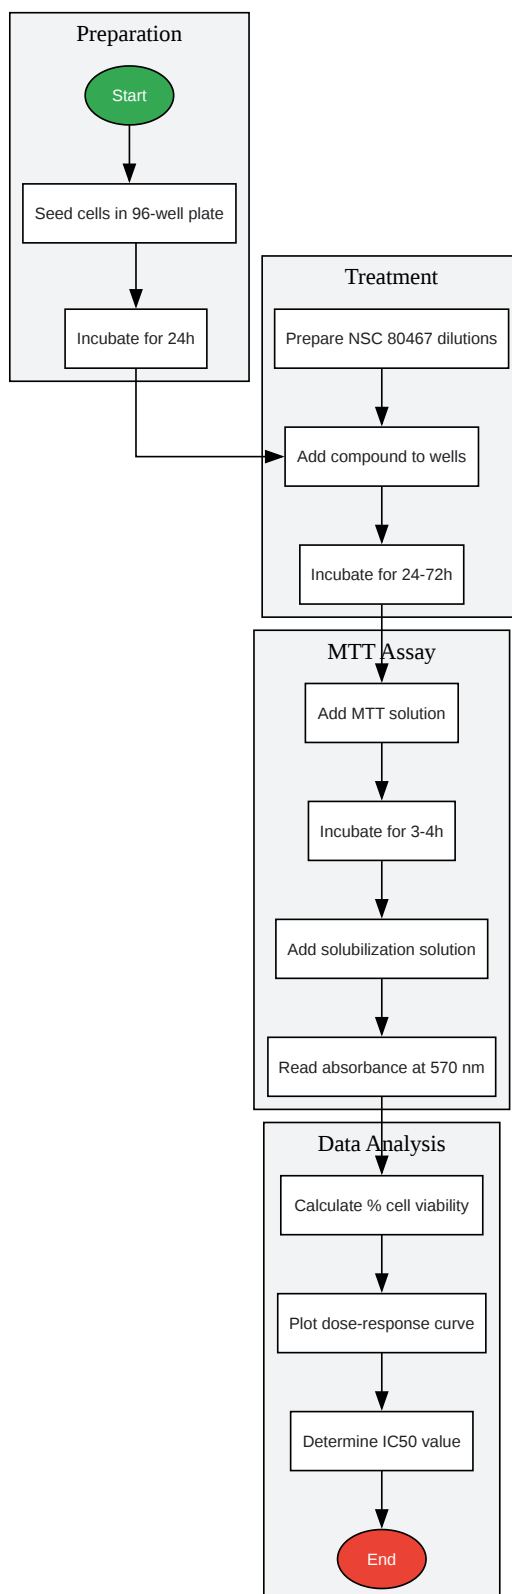 Preparation
Start
Seed cells in 96-well plate
Incubate for 24h
Treatment
Prepare NSC 80467 dilutions
Add compound to wells
Incubate for 24-72h
MTT Assay
Add MTT solution
Incubate for 3-4h
Add solubilization solution
Read absorbance at 570 nm
Data Analysis
Calculate % cell viability
Plot dose-response curve
Determine IC50 value
End